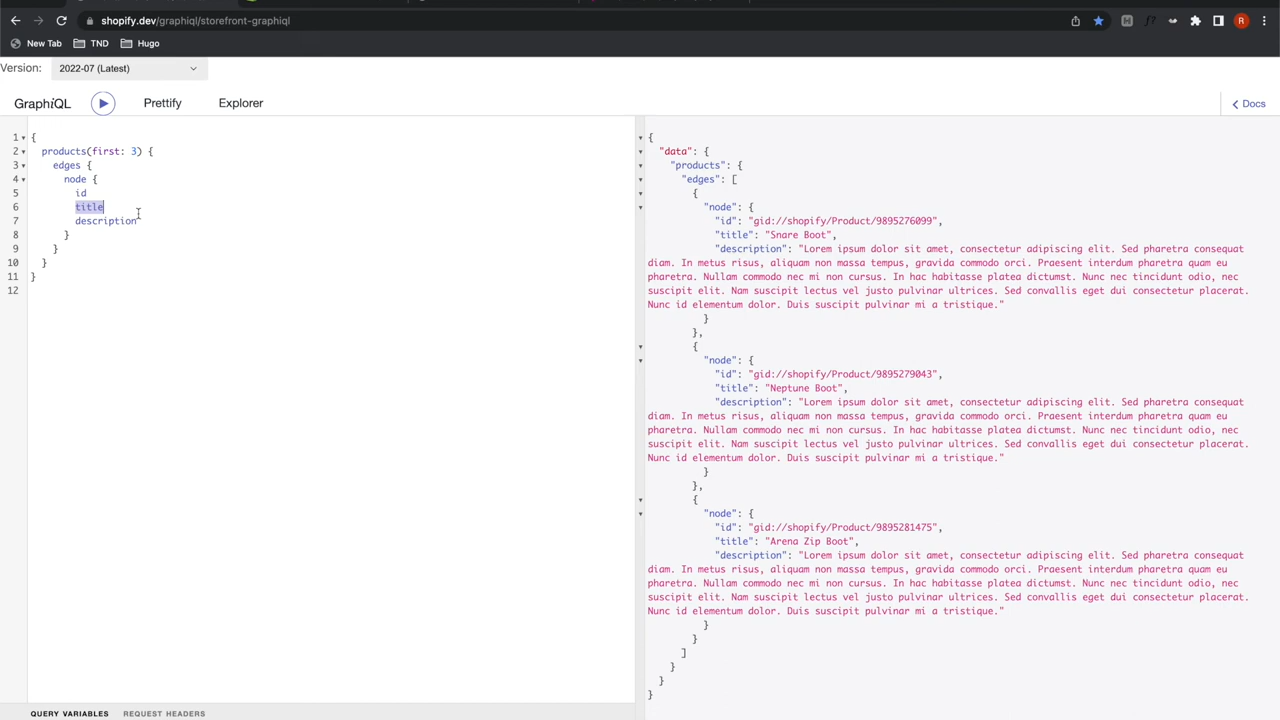 shopify.dev/graphiql/storefront-graphiql
New Tab TND Hugo
Version: 2022-07 (Latest)
GraphiQL Prettify Explorer Docs
1 {
2 products(first: 3) {
3 edges {
4 node {
5 id
6 title
7 description
8 }
9 }
10 }
11 }
12
{
"data": {
"products": {
"edges": [
{
"node": {
"id": "gid://shopify/Product/9895276099",
"title": "Snare Boot",
"description": "Lorem ipsum dolor sit amet, consectetur adipiscing elit. Sed pharetra consequat
diam. In metus risus, aliquam non massa tempus, gravida commodo orci. Praesent interdum pharetra quam eu
pharetra. Nullam commodo nec mi non cursus. In hac habitasse platea dictumst. Nunc nec tincidunt odio, nec
suscipit elit. Nam suscipit lectus vel justo pulvinar ultrices. Sed convallis eget dui consectetur placerat.
Nunc id elementum dolor. Duis suscipit pulvinar mi a tristique."
}
},
{
"node": {
"id": "gid://shopify/Product/9895279043",
"title": "Neptune Boot",
"description": "Lorem ipsum dolor sit amet, consectetur adipiscing elit. Sed pharetra consequat
diam. In metus risus, aliquam non massa tempus, gravida commodo orci. Praesent interdum pharetra quam eu
pharetra. Nullam commodo nec mi non cursus. In hac habitasse platea dictumst. Nunc nec tincidunt odio, nec
suscipit elit. Nam suscipit lectus vel justo pulvinar ultrices. Sed convallis eget dui consectetur placerat.
Nunc id elementum dolor. Duis suscipit pulvinar mi a tristique."
}
},
{
"node": {
"id": "gid://shopify/Product/9895281475",
"title": "Arena Zip Boot",
"description": "Lorem ipsum dolor sit amet, consectetur adipiscing elit. Sed pharetra consequat
diam. In metus risus, aliquam non massa tempus, gravida commodo orci. Praesent interdum pharetra quam eu
pharetra. Nullam commodo nec mi non cursus. In hac habitasse platea dictumst. Nunc nec tincidunt odio, nec
suscipit elit. Nam suscipit lectus vel justo pulvinar ultrices. Sed convallis eget dui consectetur placerat.
Nunc id elementum dolor. Duis suscipit pulvinar mi a tristique."
}
}
]
}
}
}
QUERY VARIABLES REQUEST HEADERS